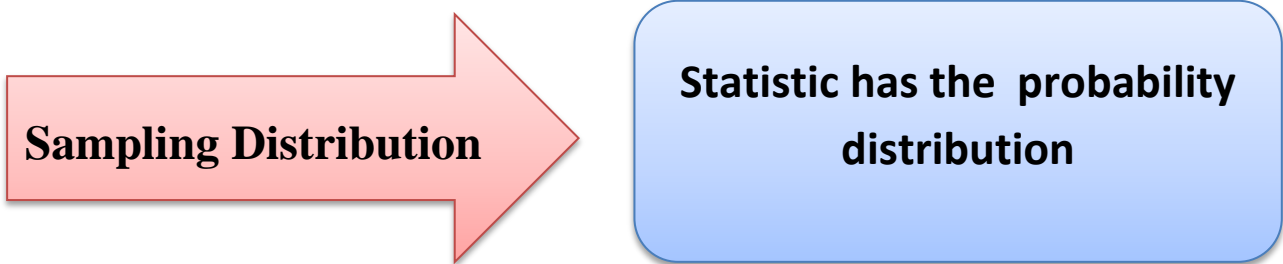 Sampling Distribution
Statistic has the probability
distribution